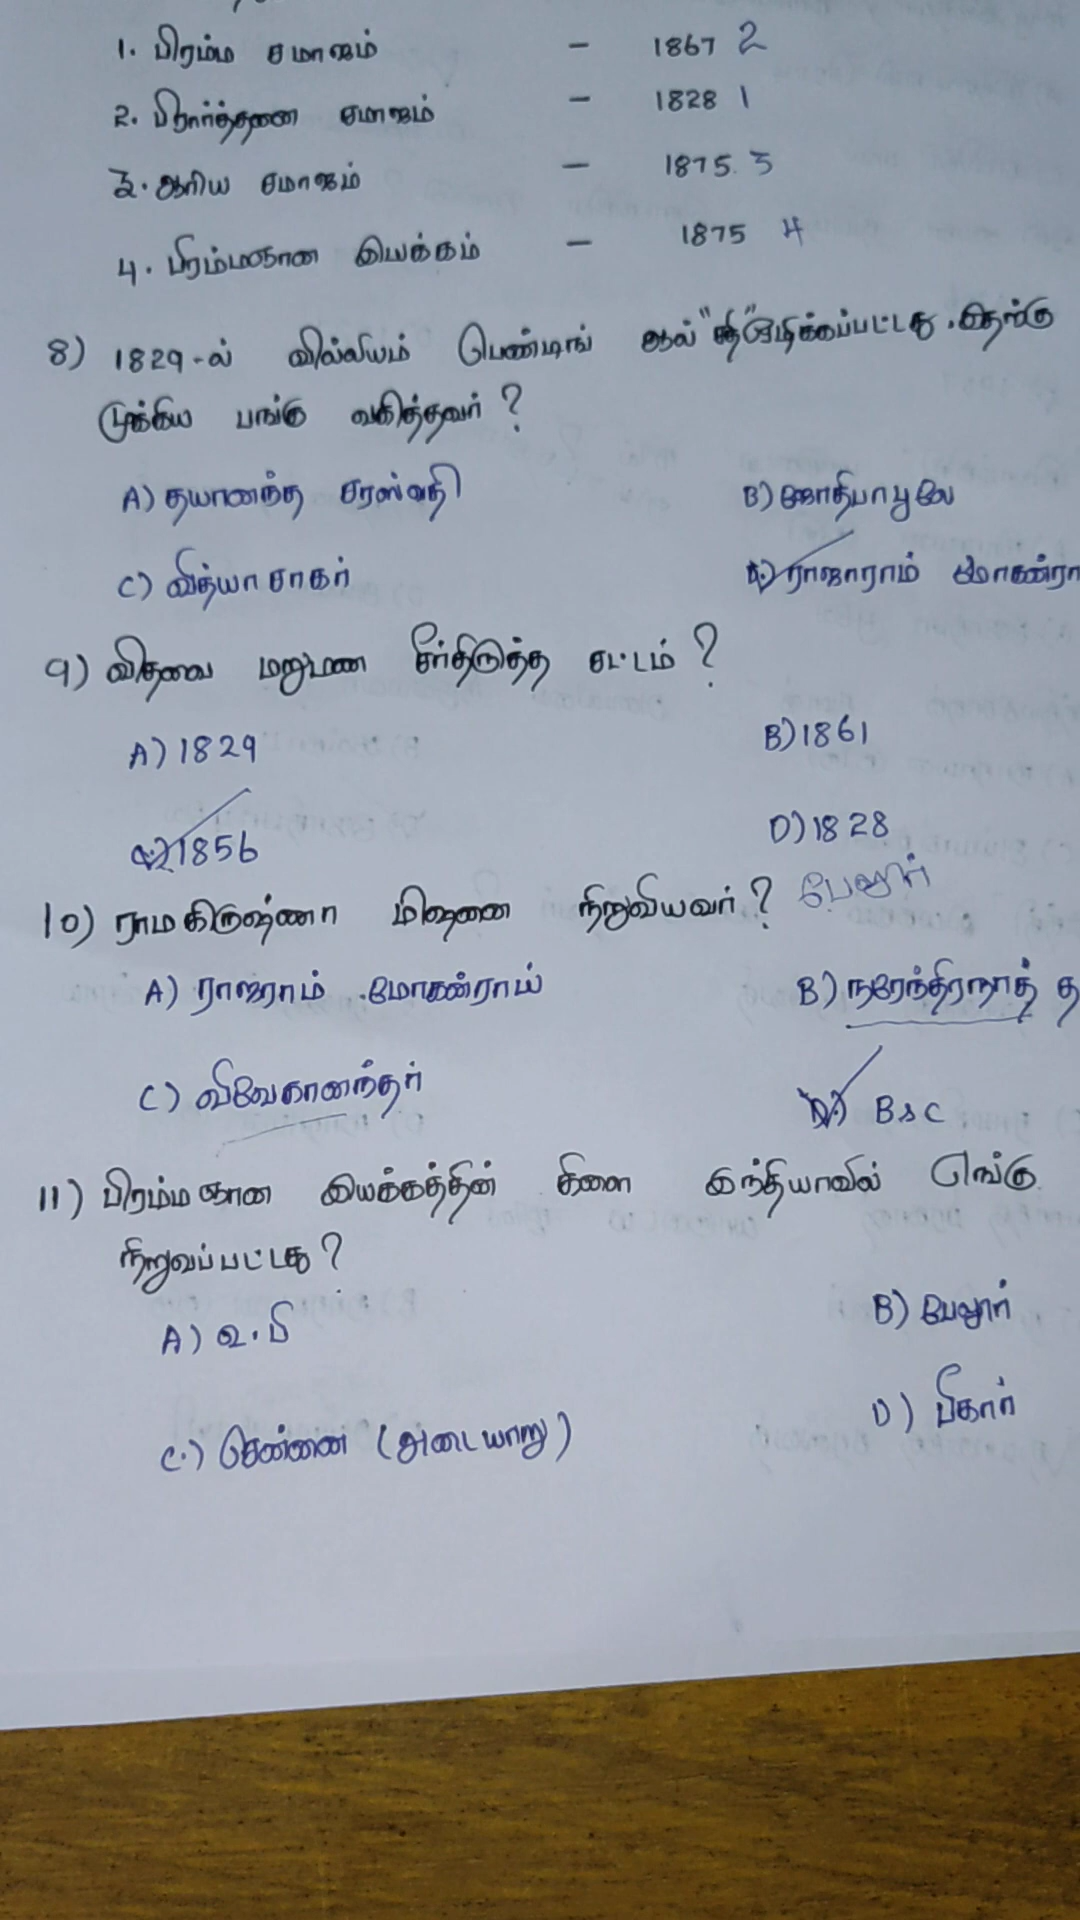 1. பிரம்ம சமாஜம் - 1867 2
2. பிரார்த்தனை சமாஜம் - 1828 1
3. ஆரிய சமாஜம் - 1875. 3
4. பிரம்மஞான இயக்கம் - 1875 4
8) 1829-ல் வில்லியம் பெண்டிங் ஆல் "சதி" ஒழிக்கப்பட்டது. இதற்கு
முக்கிய பங்கு வகித்தவர்?
A) தயானந்த சரஸ்வதி B) ஜோதிபாபூலே
C) வித்யாசாகர் D) ராஜாராம் மோகன்ரா
9) விதவை மறுமண சீர்திருத்த சட்டம்?
A) 1829 B) 1861
C) 1856 D) 1828
10) ராமகிருஷ்ணா மிஷனை நிறுவியவர்? பேலூர்
A) ராஜராம் மோகன்ராய் B) நரேந்திரநாத் த
C) விவேகானந்தர் D) B & C
11) பிரம்ம ஞான இயக்கத்தின் கிளை இந்தியாவில் எங்கு
நிறுவப்பட்டது?
A) உ.பி B) பேலூர்
C.) சென்னை (அடையாறு) D) பீகார்